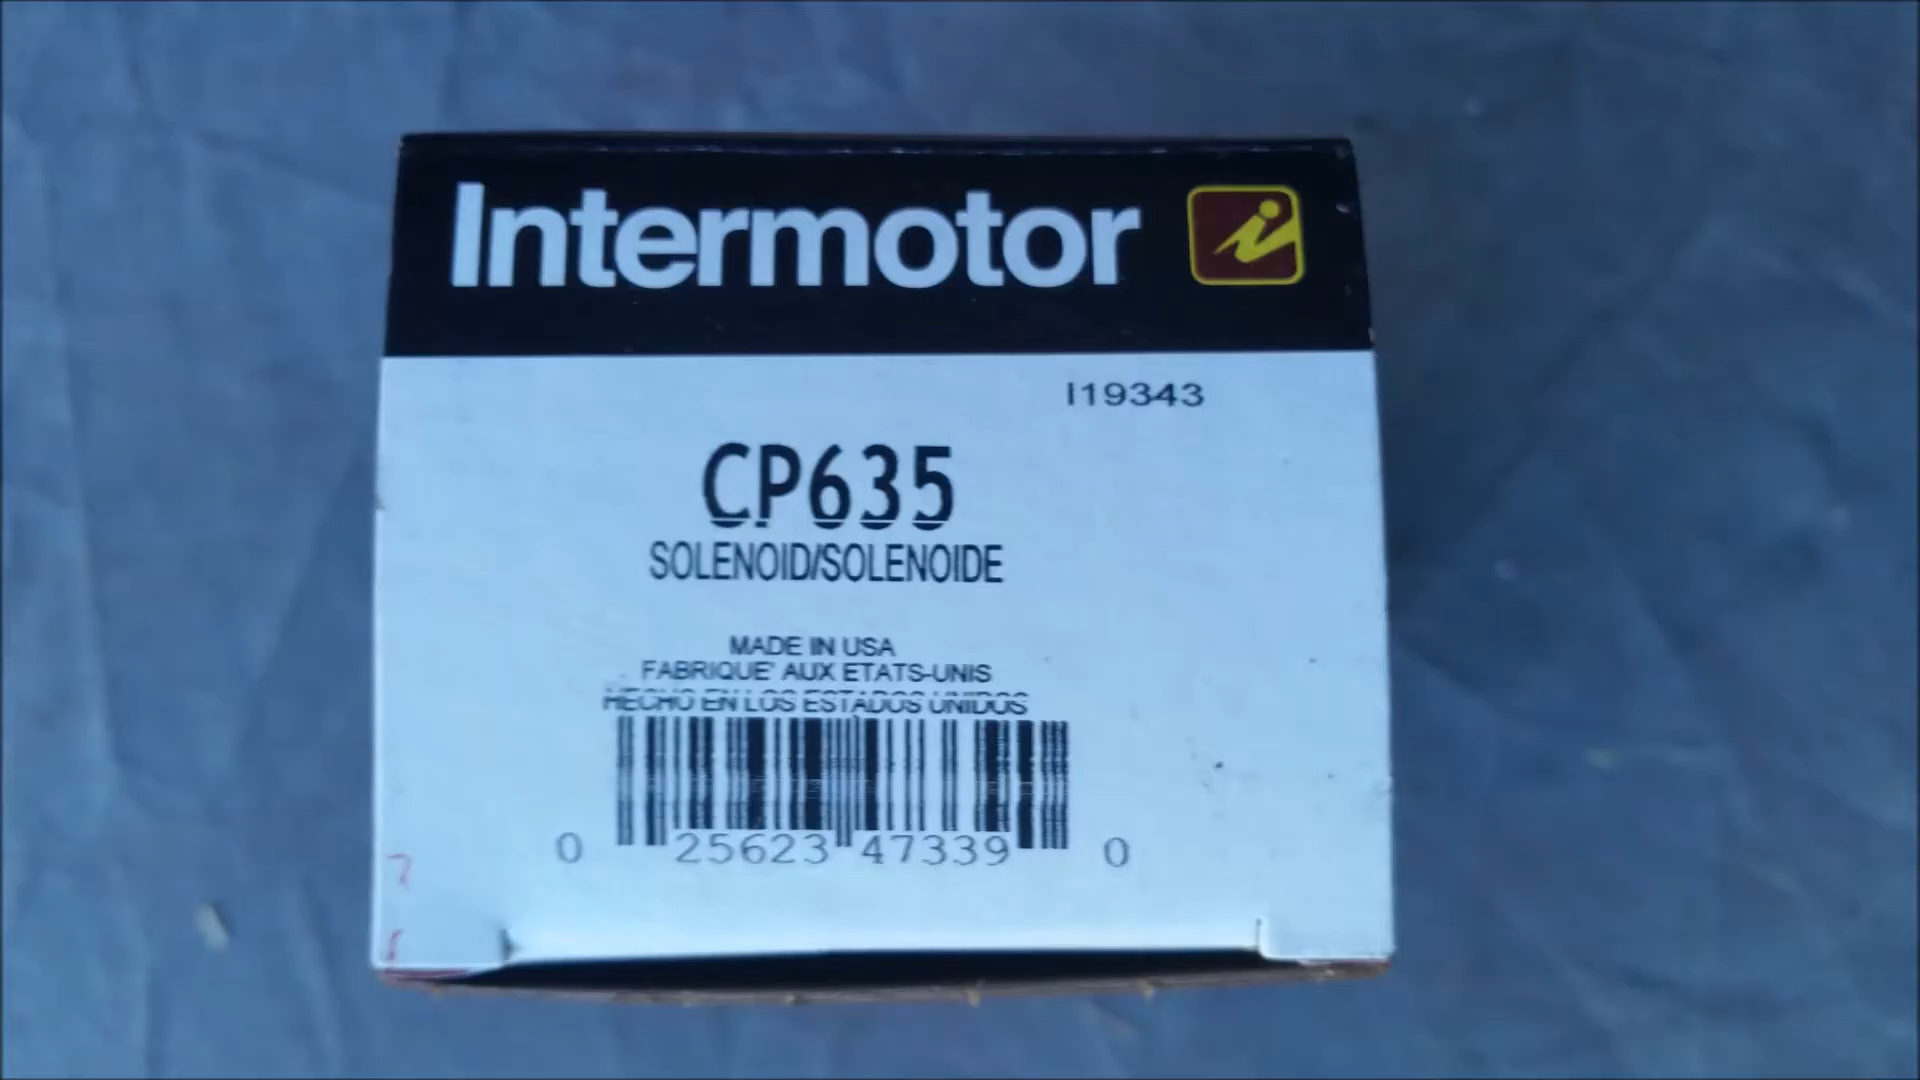 Intermotor
I19343
CP635
SOLENOID/SOLENOIDE
MADE IN USA
FABRIQUE' AUX ETATS-UNIS
HECHO EN LOS ESTADOS UNIDOS
0 25623 47339 0
7